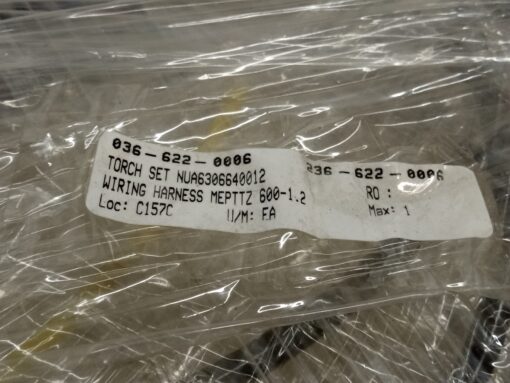 036-622-0006
TORCH SET NUA6306640012
WIRING HARNESS MEPTTZ 600-1.2
Loc: C157C U/M: EA
036-622-0006
RO :
Max: 1